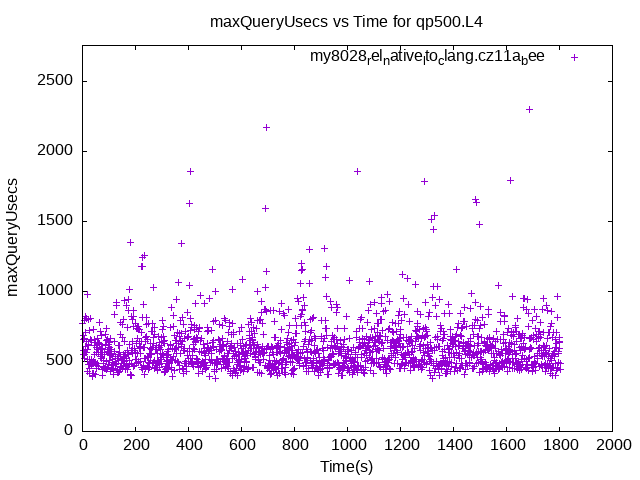 maxQueryUsecs vs Time for qp500.L4
my8028relnativeltoclang.cz11abee
2500
2000
1500
1000
500
0
maxQueryUsecs
0 200 400 600 800 1000 1200 1400 1600 1800 2000
Time(s)